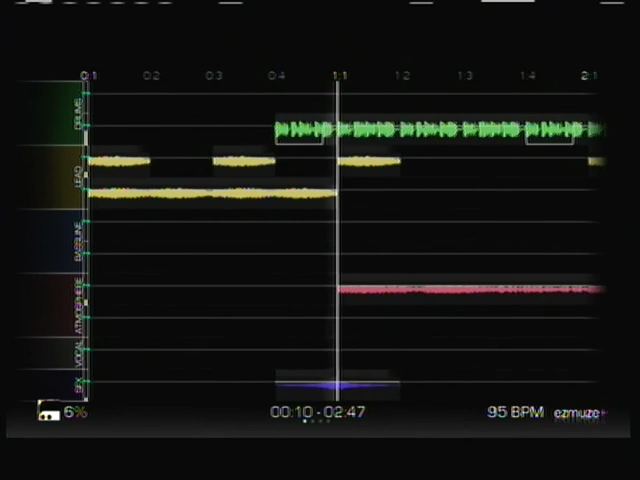 0:1 0:2 0:3 0:4 1:1 1:2 1:3 1:4 2:1
DRUMS
LEAD
BASSLINE
ATMOSPHERE
VOCAL
SFX
6% 00:10 - 02:47 95 BPM ezmuze+